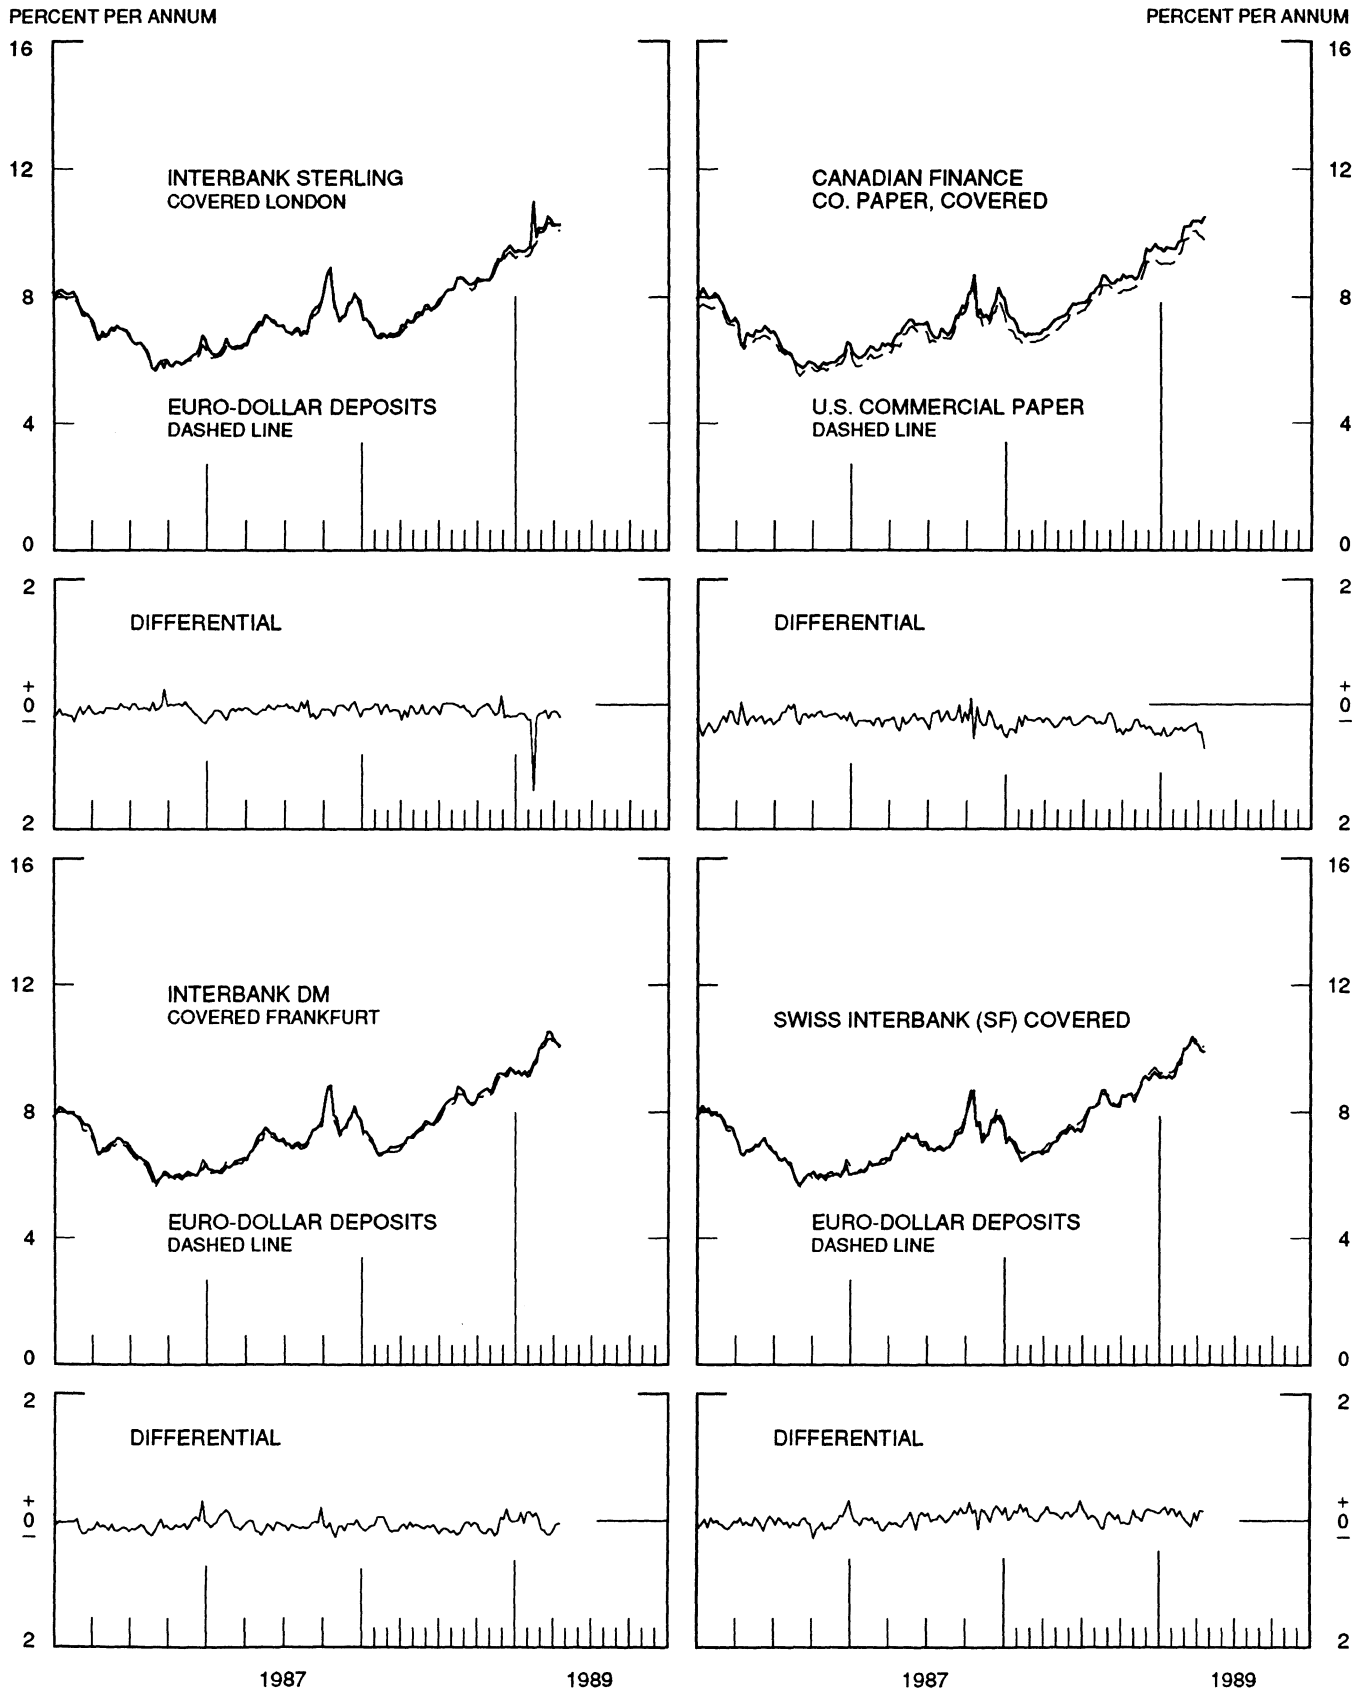 PERCENT PER ANNUM
PERCENT PER ANNUM
16
16
12
INTERBANK STERLING
COVERED LONDON
CANADIAN FINANCE
CO. PAPER, COVERED
12
8
8
EURO-DOLLAR DEPOSITS
DASHED LINE
4
U.S. COMMERCIAL PAPER
DASHED LINE
4
0
0
2
2
DIFFERENTIAL
DIFFERENTIAL
+
0
−
+
0
−
2
2
16
16
12
INTERBANK DM
COVERED FRANKFURT
SWISS INTERBANK (SF) COVERED
12
8
8
EURO-DOLLAR DEPOSITS
DASHED LINE
4
EURO-DOLLAR DEPOSITS
DASHED LINE
4
0
0
2
2
DIFFERENTIAL
DIFFERENTIAL
+
0
−
+
0
−
2
2
1987
1989
1987
1989